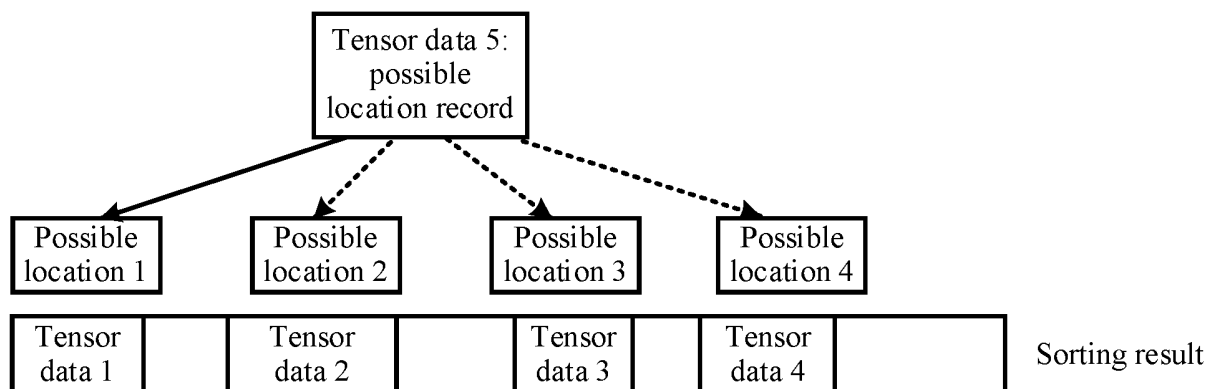 Tensor data 5:
possible
location record
Possible
location 1
Possible
location 2
Possible
location 3
Possible
location 4
Tensor
data 1
Tensor
data 2
Tensor
data 3
Tensor
data 4
Sorting result